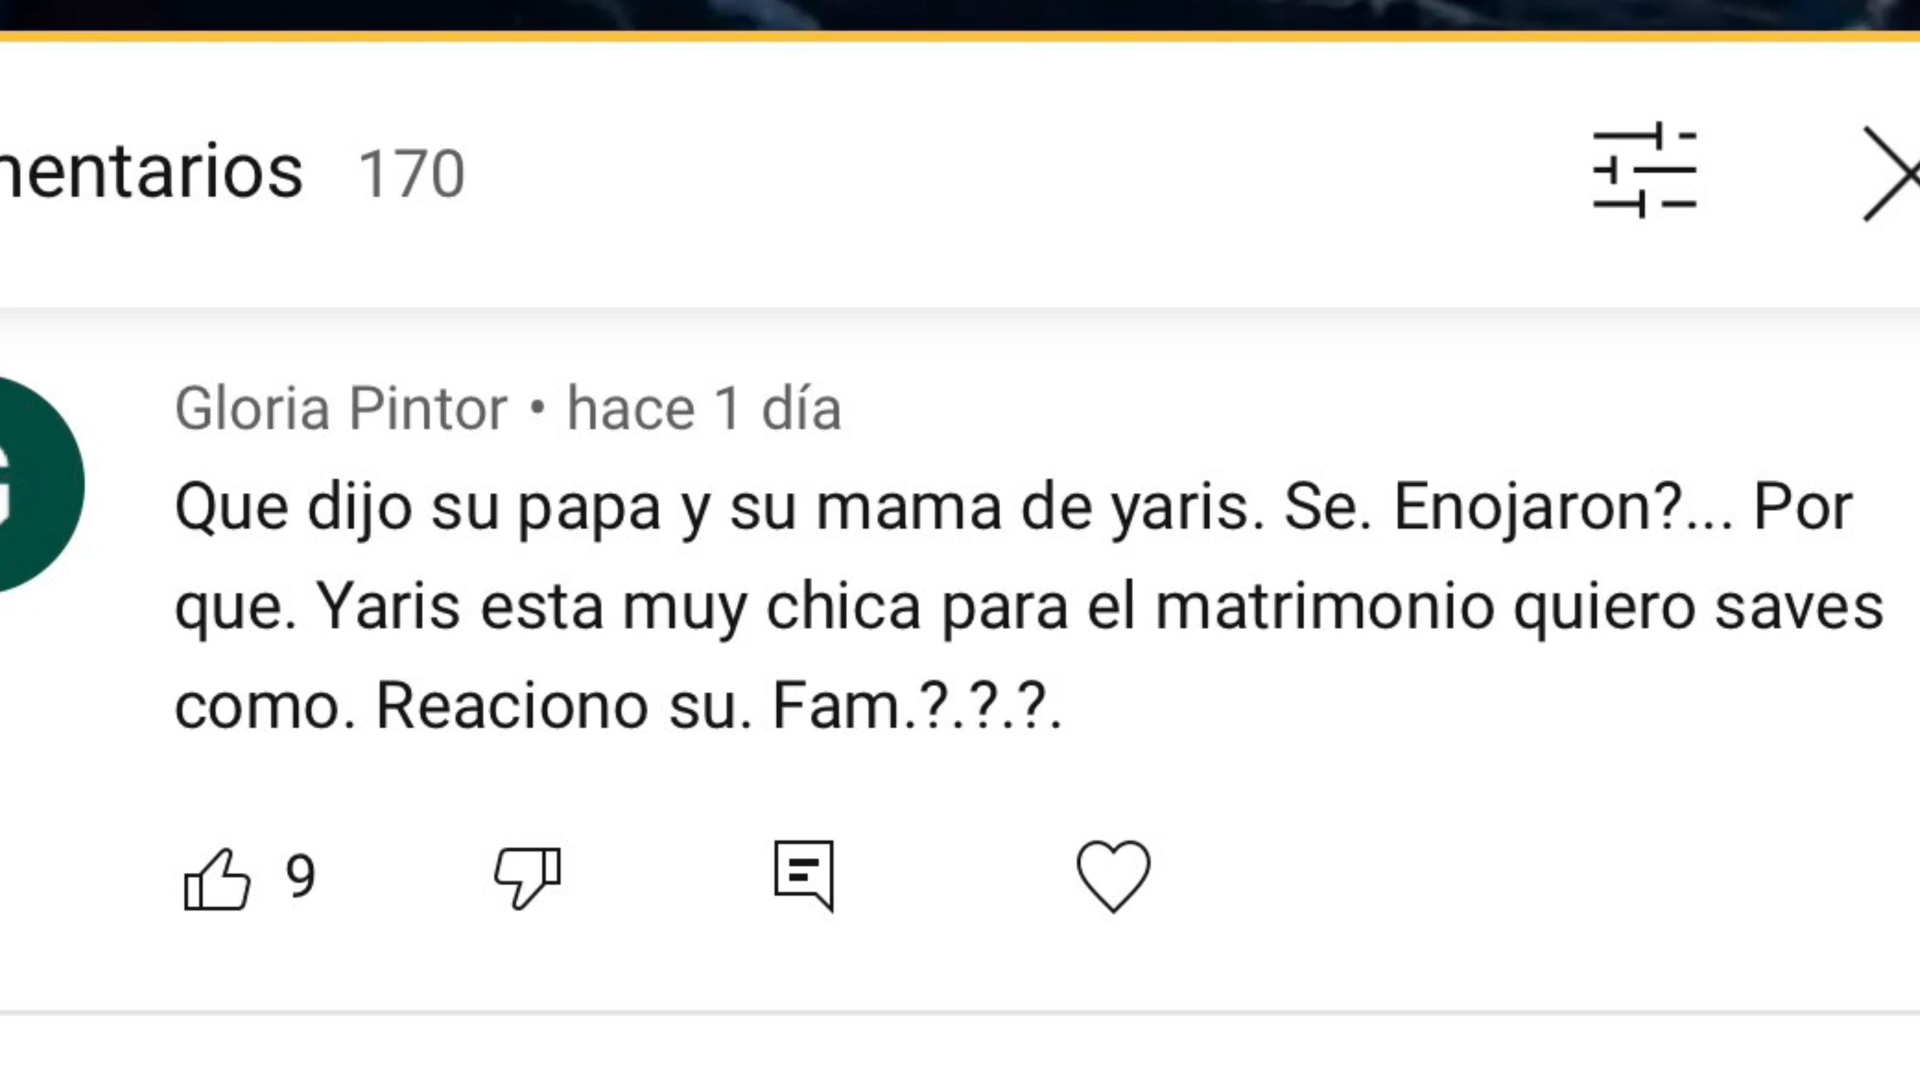 mentarios 170
G
Gloria Pintor • hace 1 día
Que dijo su papa y su mama de yaris. Se. Enojaron?... Por
que. Yaris esta muy chica para el matrimonio quiero saves
como. Reaciono su. Fam.?.?.?.
9